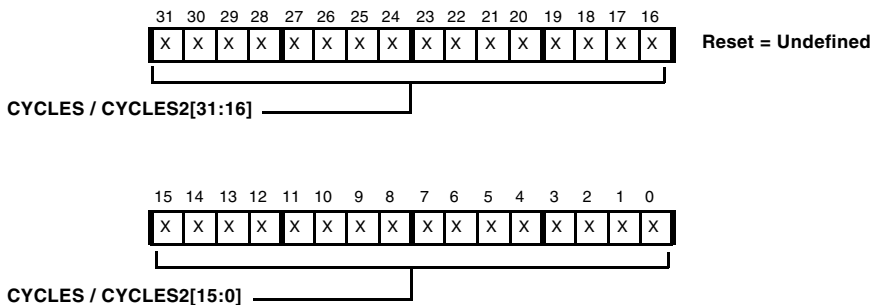 31 30 29 28 27 26 25 24 23 22 21 20 19 18 17 16
X X X X X X X X X X X X X X X X Reset = Undefined
CYCLES / CYCLES2[31:16]
15 14 13 12 11 10 9 8 7 6 5 4 3 2 1 0
X X X X X X X X X X X X X X X X
CYCLES / CYCLES2[15:0]